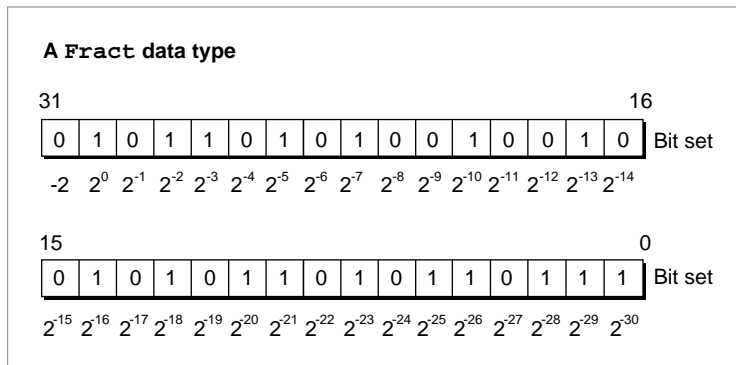 A Fract data type
31 16
0 1 0 1 1 0 1 0 1 0 0 1 0 0 1 0 Bit set
-2 2^0 2^-1 2^-2 2^-3 2^-4 2^-5 2^-6 2^-7 2^-8 2^-9 2^-10 2^-11 2^-12 2^-13 2^-14
15 0
0 1 0 1 0 1 1 0 1 0 1 1 0 1 1 1 Bit set
2^-15 2^-16 2^-17 2^-18 2^-19 2^-20 2^-21 2^-22 2^-23 2^-24 2^-25 2^-26 2^-27 2^-28 2^-29 2^-30